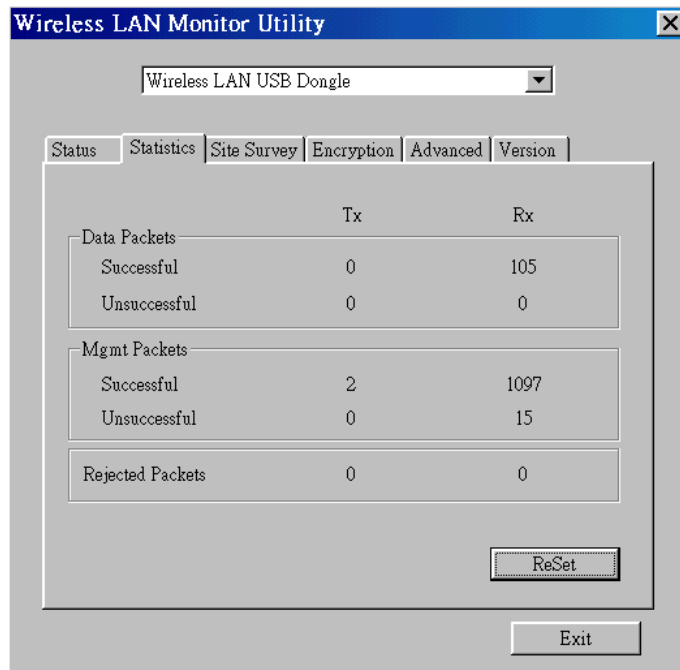 Wireless LAN Monitor Utility
Wireless LAN USB Dongle
Status Statistics Site Survey Encryption Advanced Version
Tx Rx
Data Packets
Successful 0 105
Unsuccessful 0 0
Mgmt Packets
Successful 2 1097
Unsuccessful 0 15
Rejected Packets 0 0
ReSet
Exit